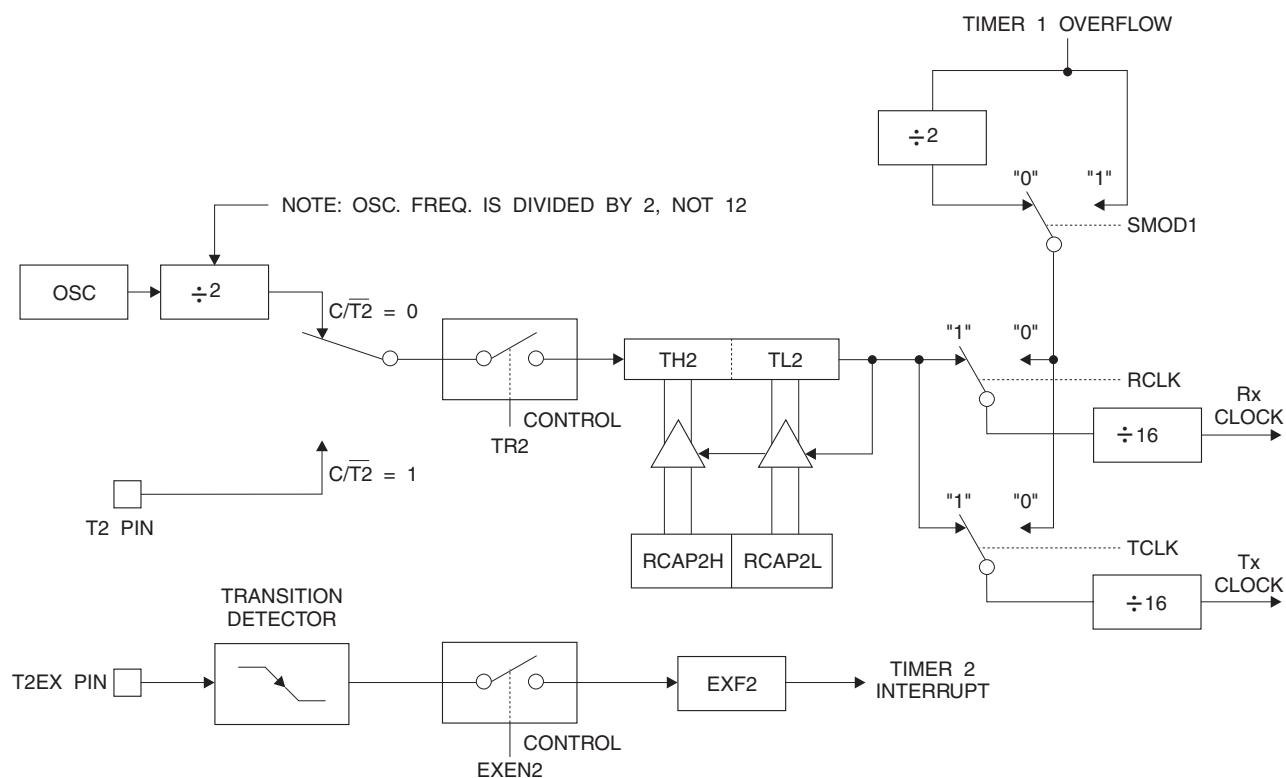 TIMER 1 OVERFLOW
÷2
"0" "1"
NOTE: OSC. FREQ. IS DIVIDED BY 2, NOT 12
SMOD1
OSC
÷2
C/T2̅ = 0
TH2 TL2
"1" "0"
RCLK
CONTROL
TR2
Rx
CLOCK
÷16
C/T2̅ = 1
T2 PIN
"1" "0"
TCLK
RCAP2H RCAP2L
Tx
CLOCK
÷16
TRANSITION
DETECTOR
T2EX PIN
EXF2
TIMER 2
INTERRUPT
CONTROL
EXEN2